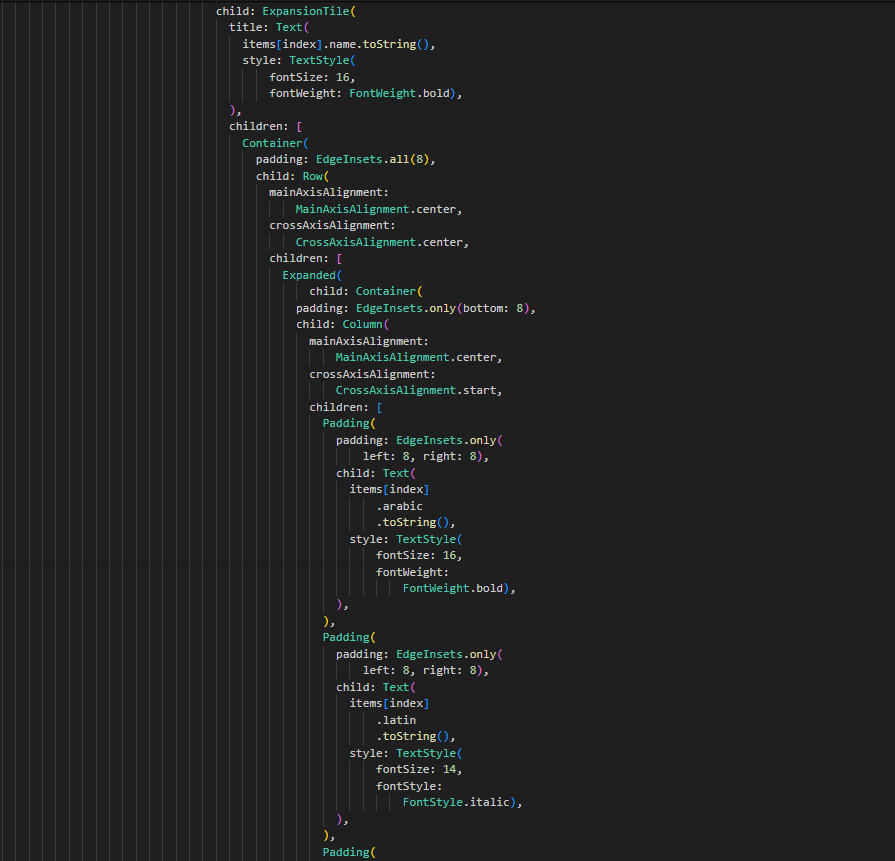 child: ExpansionTile(
title: Text(
items[index].name.toString(),
style: TextStyle(
fontSize: 16,
fontWeight: FontWeight.bold),
),
children: [
Container(
padding: EdgeInsets.all(8),
child: Row(
mainAxisAlignment:
MainAxisAlignment.center,
crossAxisAlignment:
CrossAxisAlignment.center,
children: [
Expanded(
child: Container(
padding: EdgeInsets.only(bottom: 8),
child: Column(
mainAxisAlignment:
MainAxisAlignment.center,
crossAxisAlignment:
CrossAxisAlignment.start,
children: [
Padding(
padding: EdgeInsets.only(
left: 8, right: 8),
child: Text(
items[index]
.arabic
.toString(),
style: TextStyle(
fontSize: 16,
fontWeight:
FontWeight.bold),
),
),
Padding(
padding: EdgeInsets.only(
left: 8, right: 8),
child: Text(
items[index]
.latin
.toString(),
style: TextStyle(
fontSize: 14,
fontStyle:
FontStyle.italic),
),
),
Padding(